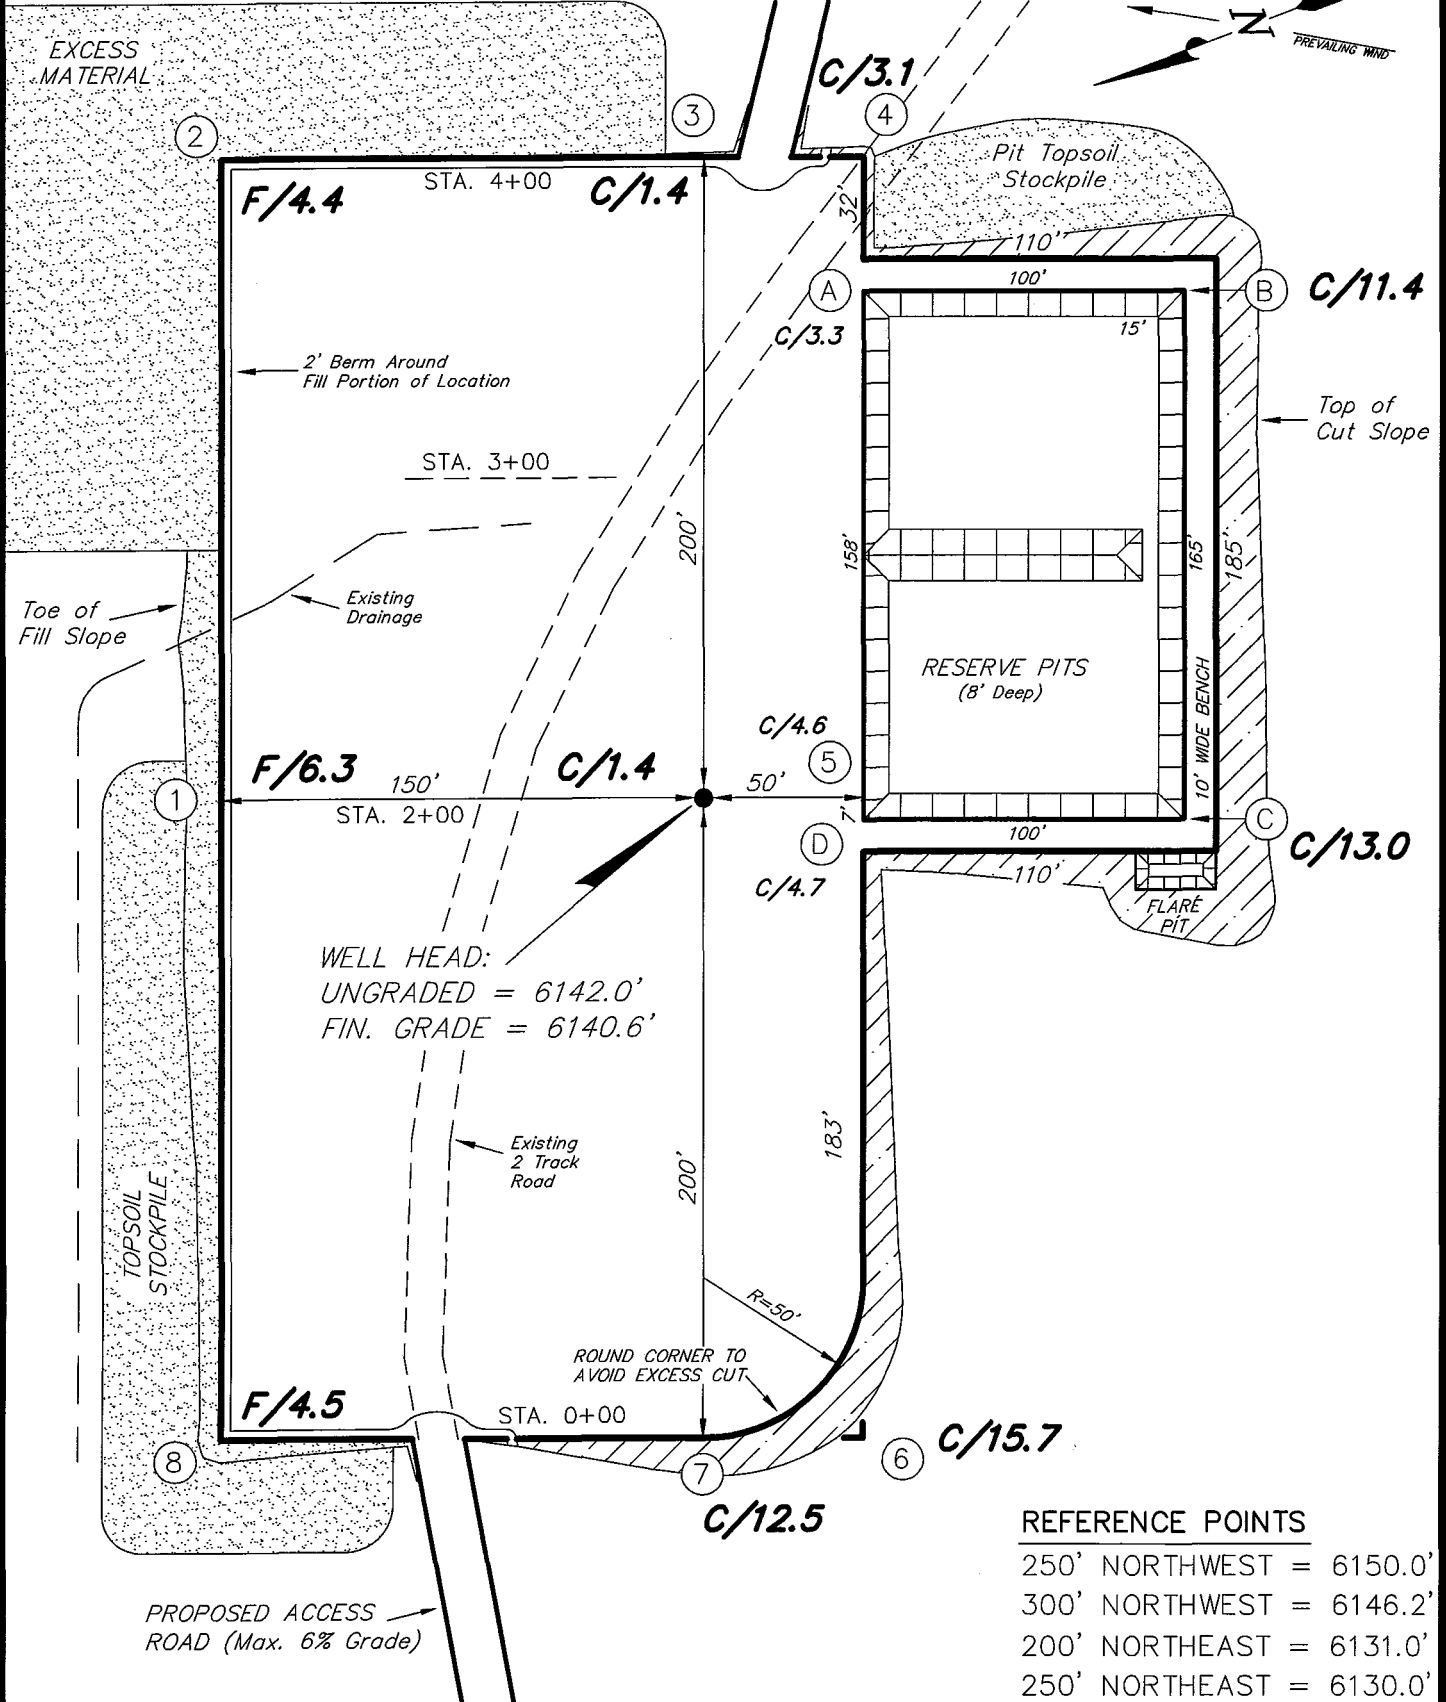 EXCESS
MATERIAL
C/3.1
N
PREVAILING WIND
2
3
4
Pit Topsoil
Stockpile
STA. 4+00
F/4.4
C/1.4
32'
110'
100'
A
B
C/11.4
C/3.3
15'
2' Berm Around
Fill Portion of Location
Top of
Cut Slope
STA. 3+00
200'
158'
165'
185'
Existing
Drainage
Toe of
Fill Slope
RESERVE PITS
(8' Deep)
10' WIDE BENCH
C/4.6
5
F/6.3
C/1.4
1
150'
50'
STA. 2+00
7'
100'
D
C
C/13.0
C/4.7
110'
FLARE
PIT
WELL HEAD:
UNGRADED = 6142.0'
FIN. GRADE = 6140.6'
183'
Existing
2 Track
Road
200'
TOPSOIL
STOCKPILE
R=50'
ROUND CORNER TO
AVOID EXCESS CUT
F/4.5
STA. 0+00
8
7
6
C/15.7
C/12.5
REFERENCE POINTS
250' NORTHWEST = 6150.0'
300' NORTHWEST = 6146.2'
200' NORTHEAST = 6131.0'
250' NORTHEAST = 6130.0'
PROPOSED ACCESS
ROAD (Max. 6% Grade)